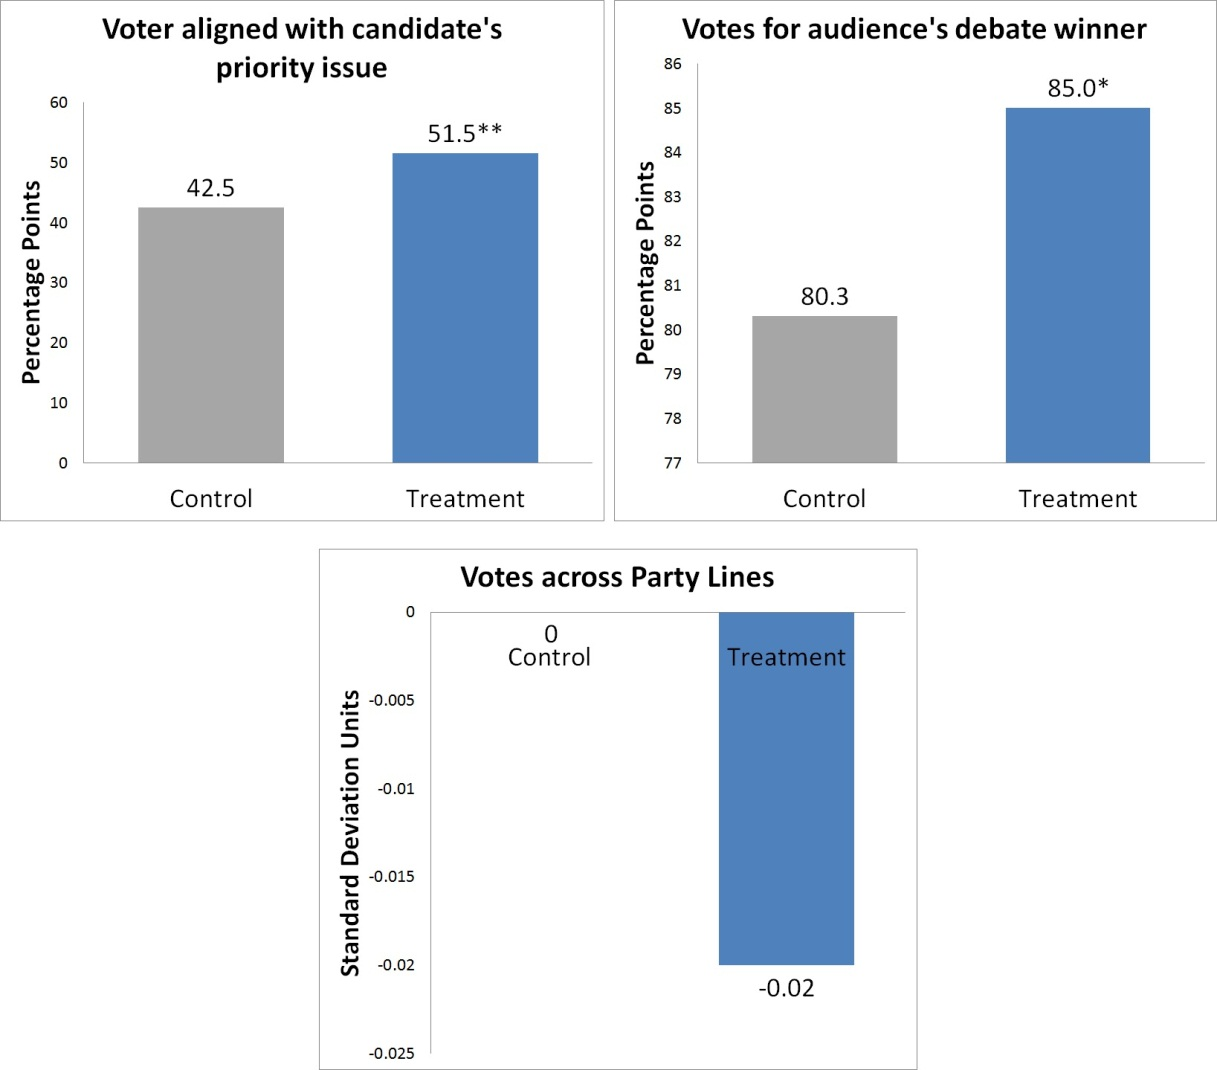 Voter aligned with candidate's
priority issue
Percentage Points
60
50
40
30
20
10
0
42.5
51.5**
Control
Treatment
Votes for audience's debate winner
Percentage Points
86
85
84
83
82
81
80
79
78
77
80.3
85.0*
Control
Treatment
Votes across Party Lines
Standard Deviation Units
0
-0.005
-0.01
-0.015
-0.02
-0.025
0
Control
Treatment
-0.02